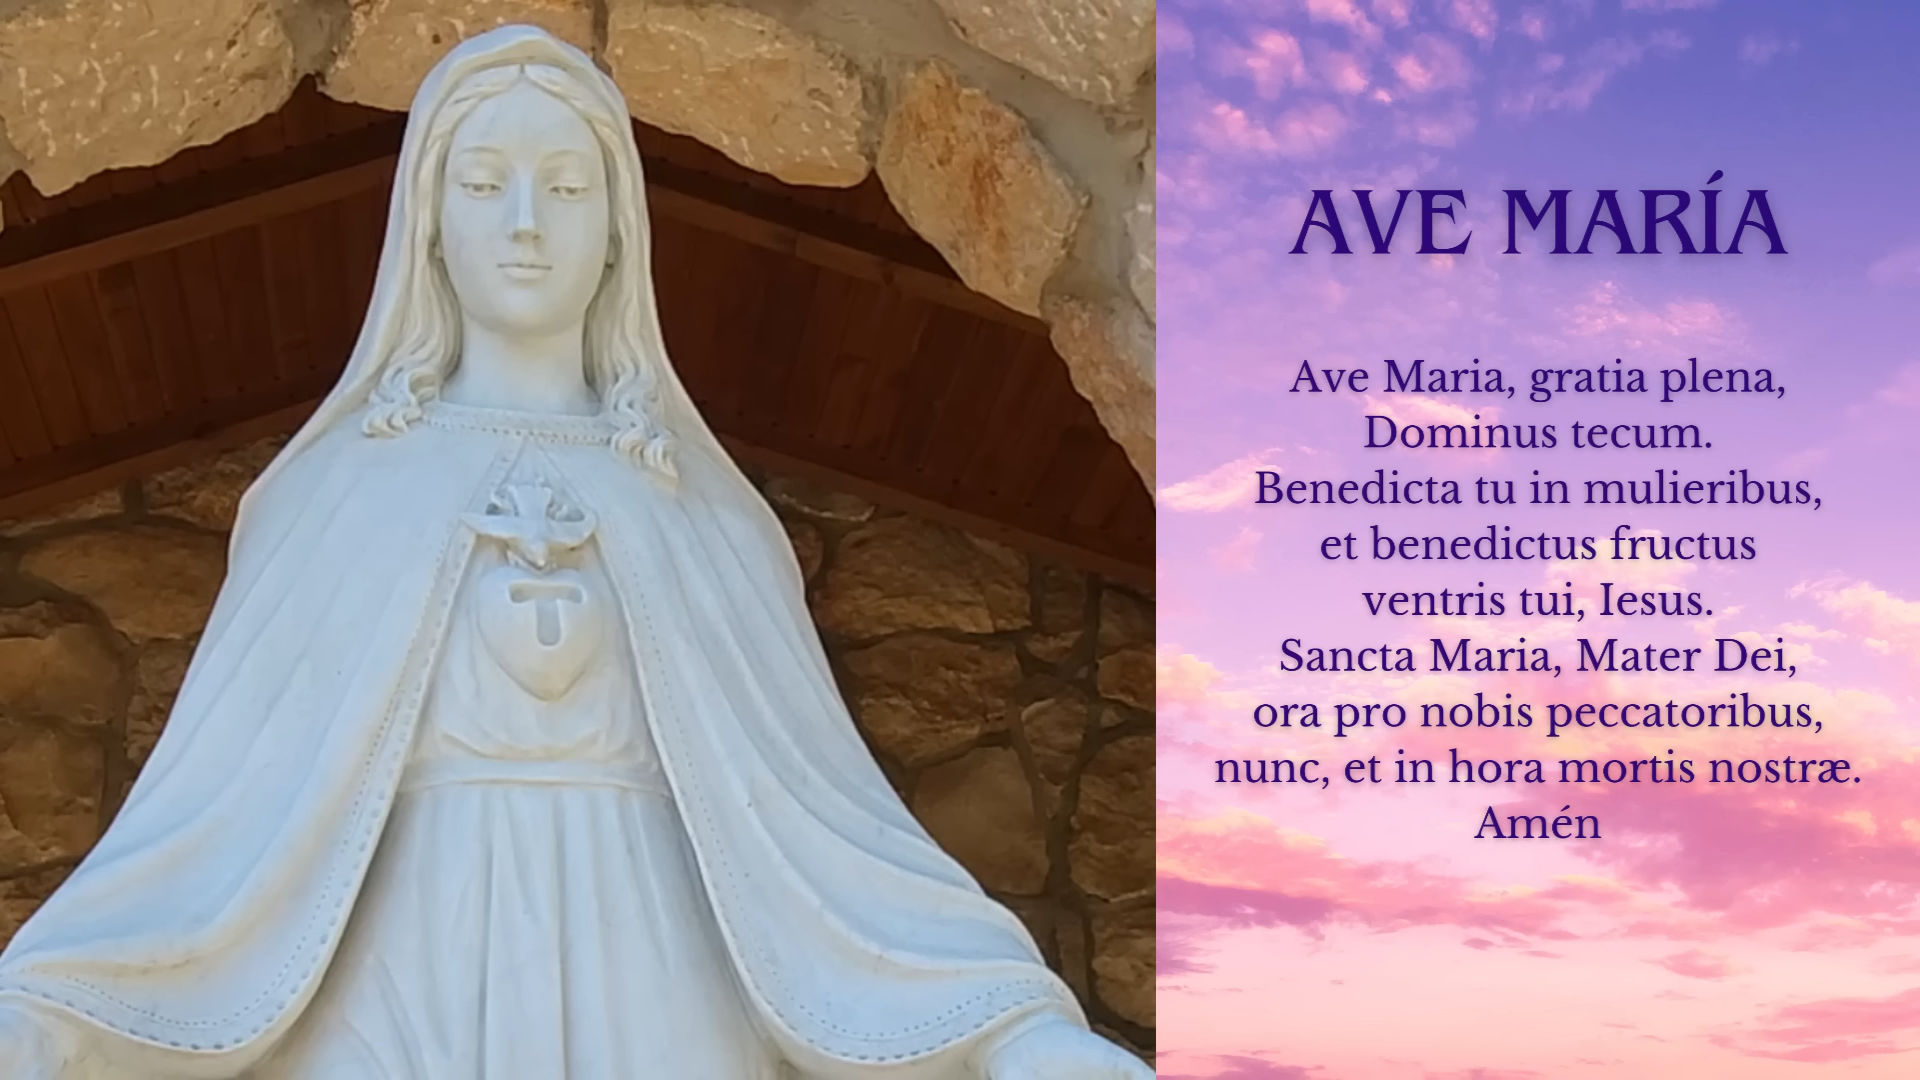 AVE MARÍA
Ave Maria, gratia plena,
Dominus tecum.
Benedicta tu in mulieribus,
et benedictus fructus
ventris tui, Iesus.
Sancta Maria, Mater Dei,
ora pro nobis peccatoribus,
nunc, et in hora mortis nostræ.
Amén